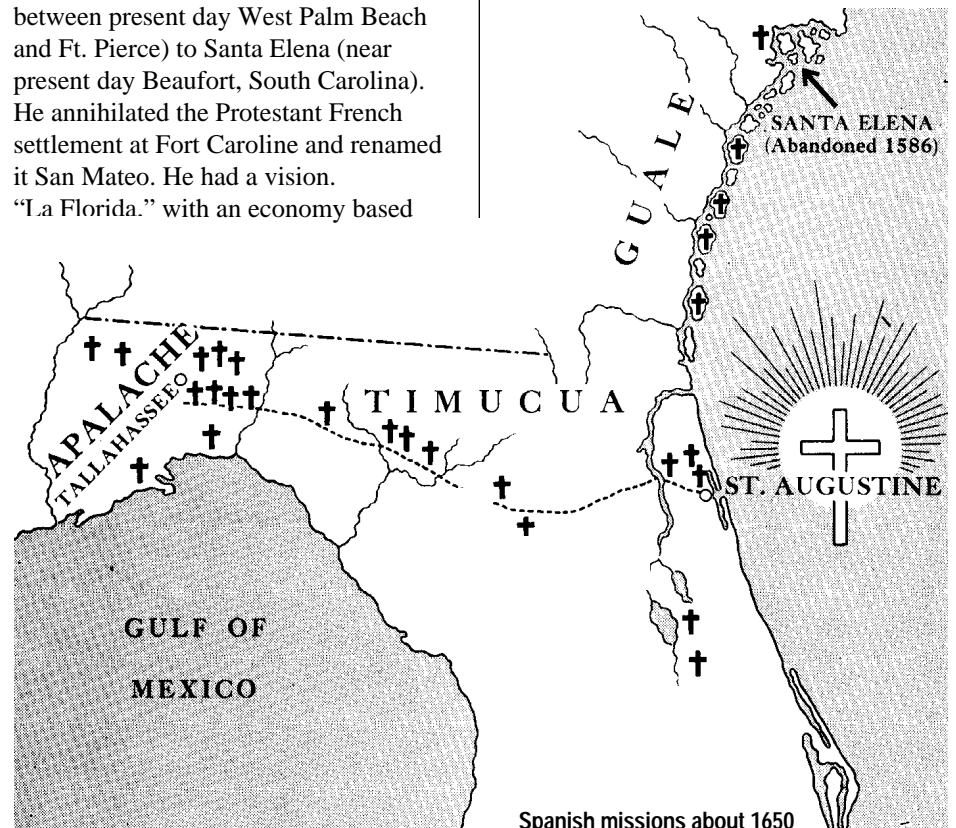 between present day West Palm Beach
and Ft. Pierce) to Santa Elena (near
present day Beaufort, South Carolina).
He annihilated the Protestant French
settlement at Fort Caroline and renamed
it San Mateo. He had a vision.
“La Florida,” with an economy based
SANTA ELENA
(Abandoned 1586)
GUALE
APALACHE
TALLAHASSEE
TIMUCUA
ST. AUGUSTINE
GULF OF
MEXICO
Spanish missions about 1650